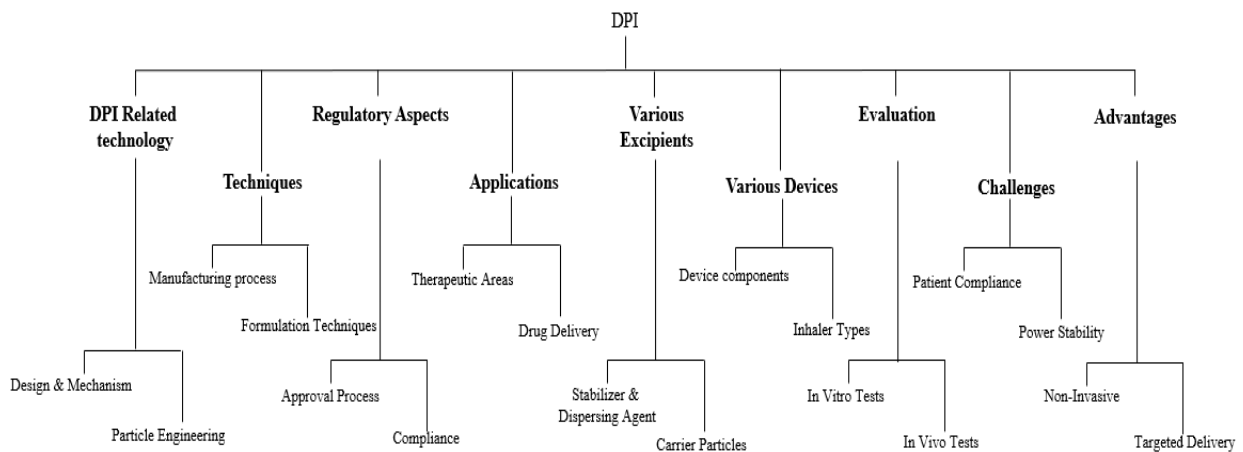 DPI
DPI Related
technology
Regulatory Aspects
Various
Excipients
Evaluation
Advantages
Techniques
Applications
Various Devices
Challenges
Manufacturing process
Formulation Techniques
Therapeutic Areas
Drug Delivery
Device components
Inhaler Types
Patient Compliance
Power Stability
Design & Mechanism
Particle Engineering
Approval Process
Compliance
Stabilizer &
Dispersing Agent
Carrier Particles
In Vitro Tests
In Vivo Tests
Non-Invasive
Targeted Delivery